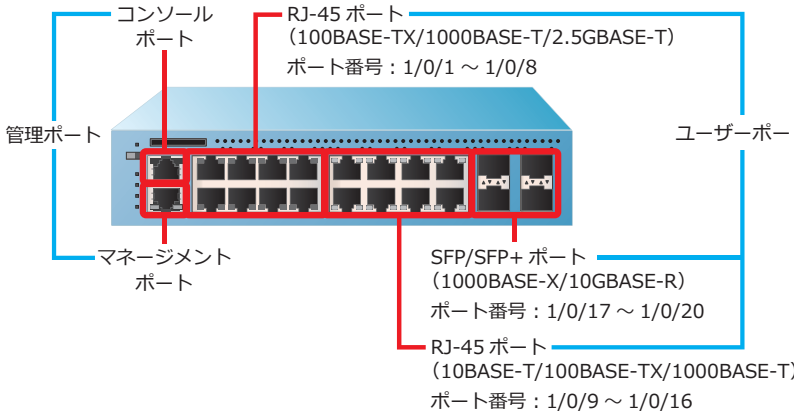 コンソール
ポート
RJ-45 ポート
（100BASE-TX/1000BASE-T/2.5GBASE-T）
ポート番号：1/0/1 ～ 1/0/8
管理ポート
ユーザーポー
マネージメント
ポート
SFP/SFP+ ポート
（1000BASE-X/10GBASE-R）
ポート番号：1/0/17 ～ 1/0/20
RJ-45 ポート
（10BASE-T/100BASE-TX/1000BASE-T）
ポート番号：1/0/9 ～ 1/0/16